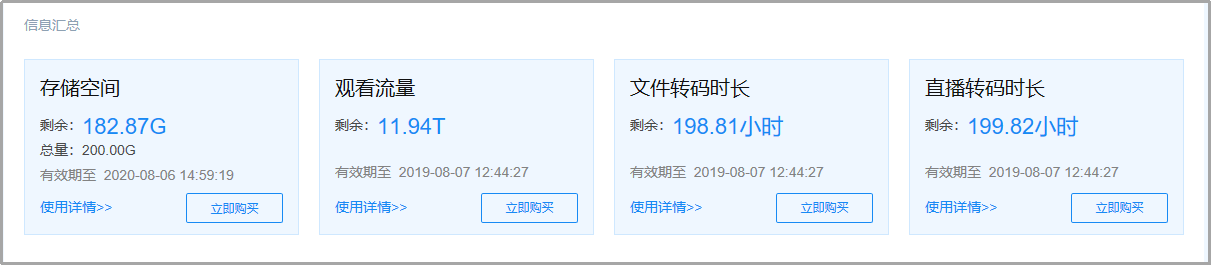 信息汇总
存储空间
剩余：182.87G
总量：200.00G
有效期至 2020-08-06 14:59:19
使用详情>>
立即购买
观看流量
剩余：11.94T
有效期至 2019-08-07 12:44:27
使用详情>>
立即购买
文件转码时长
剩余：198.81小时
有效期至 2019-08-07 12:44:27
使用详情>>
立即购买
直播转码时长
剩余：199.82小时
有效期至 2019-08-07 12:44:27
使用详情>>
立即购买